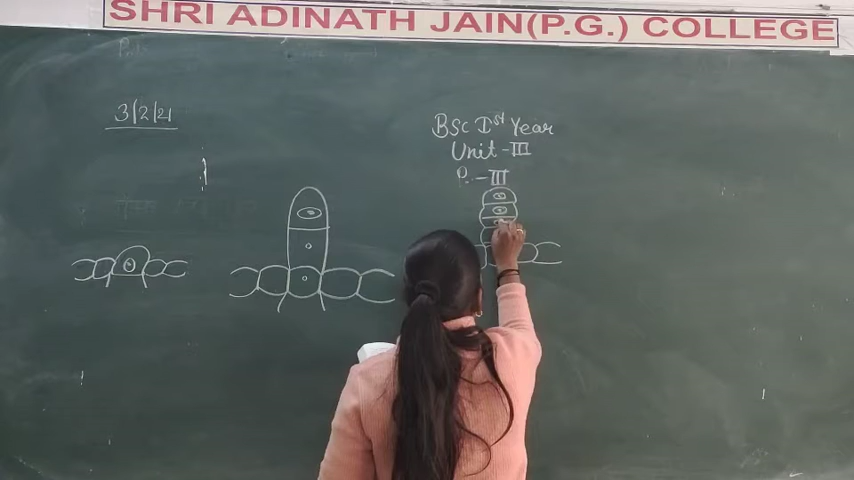 SHRI ADINATH JAIN(P.G.) COLLEGE
3/2/21
BSc Ist Year
Unit - III
P. - III